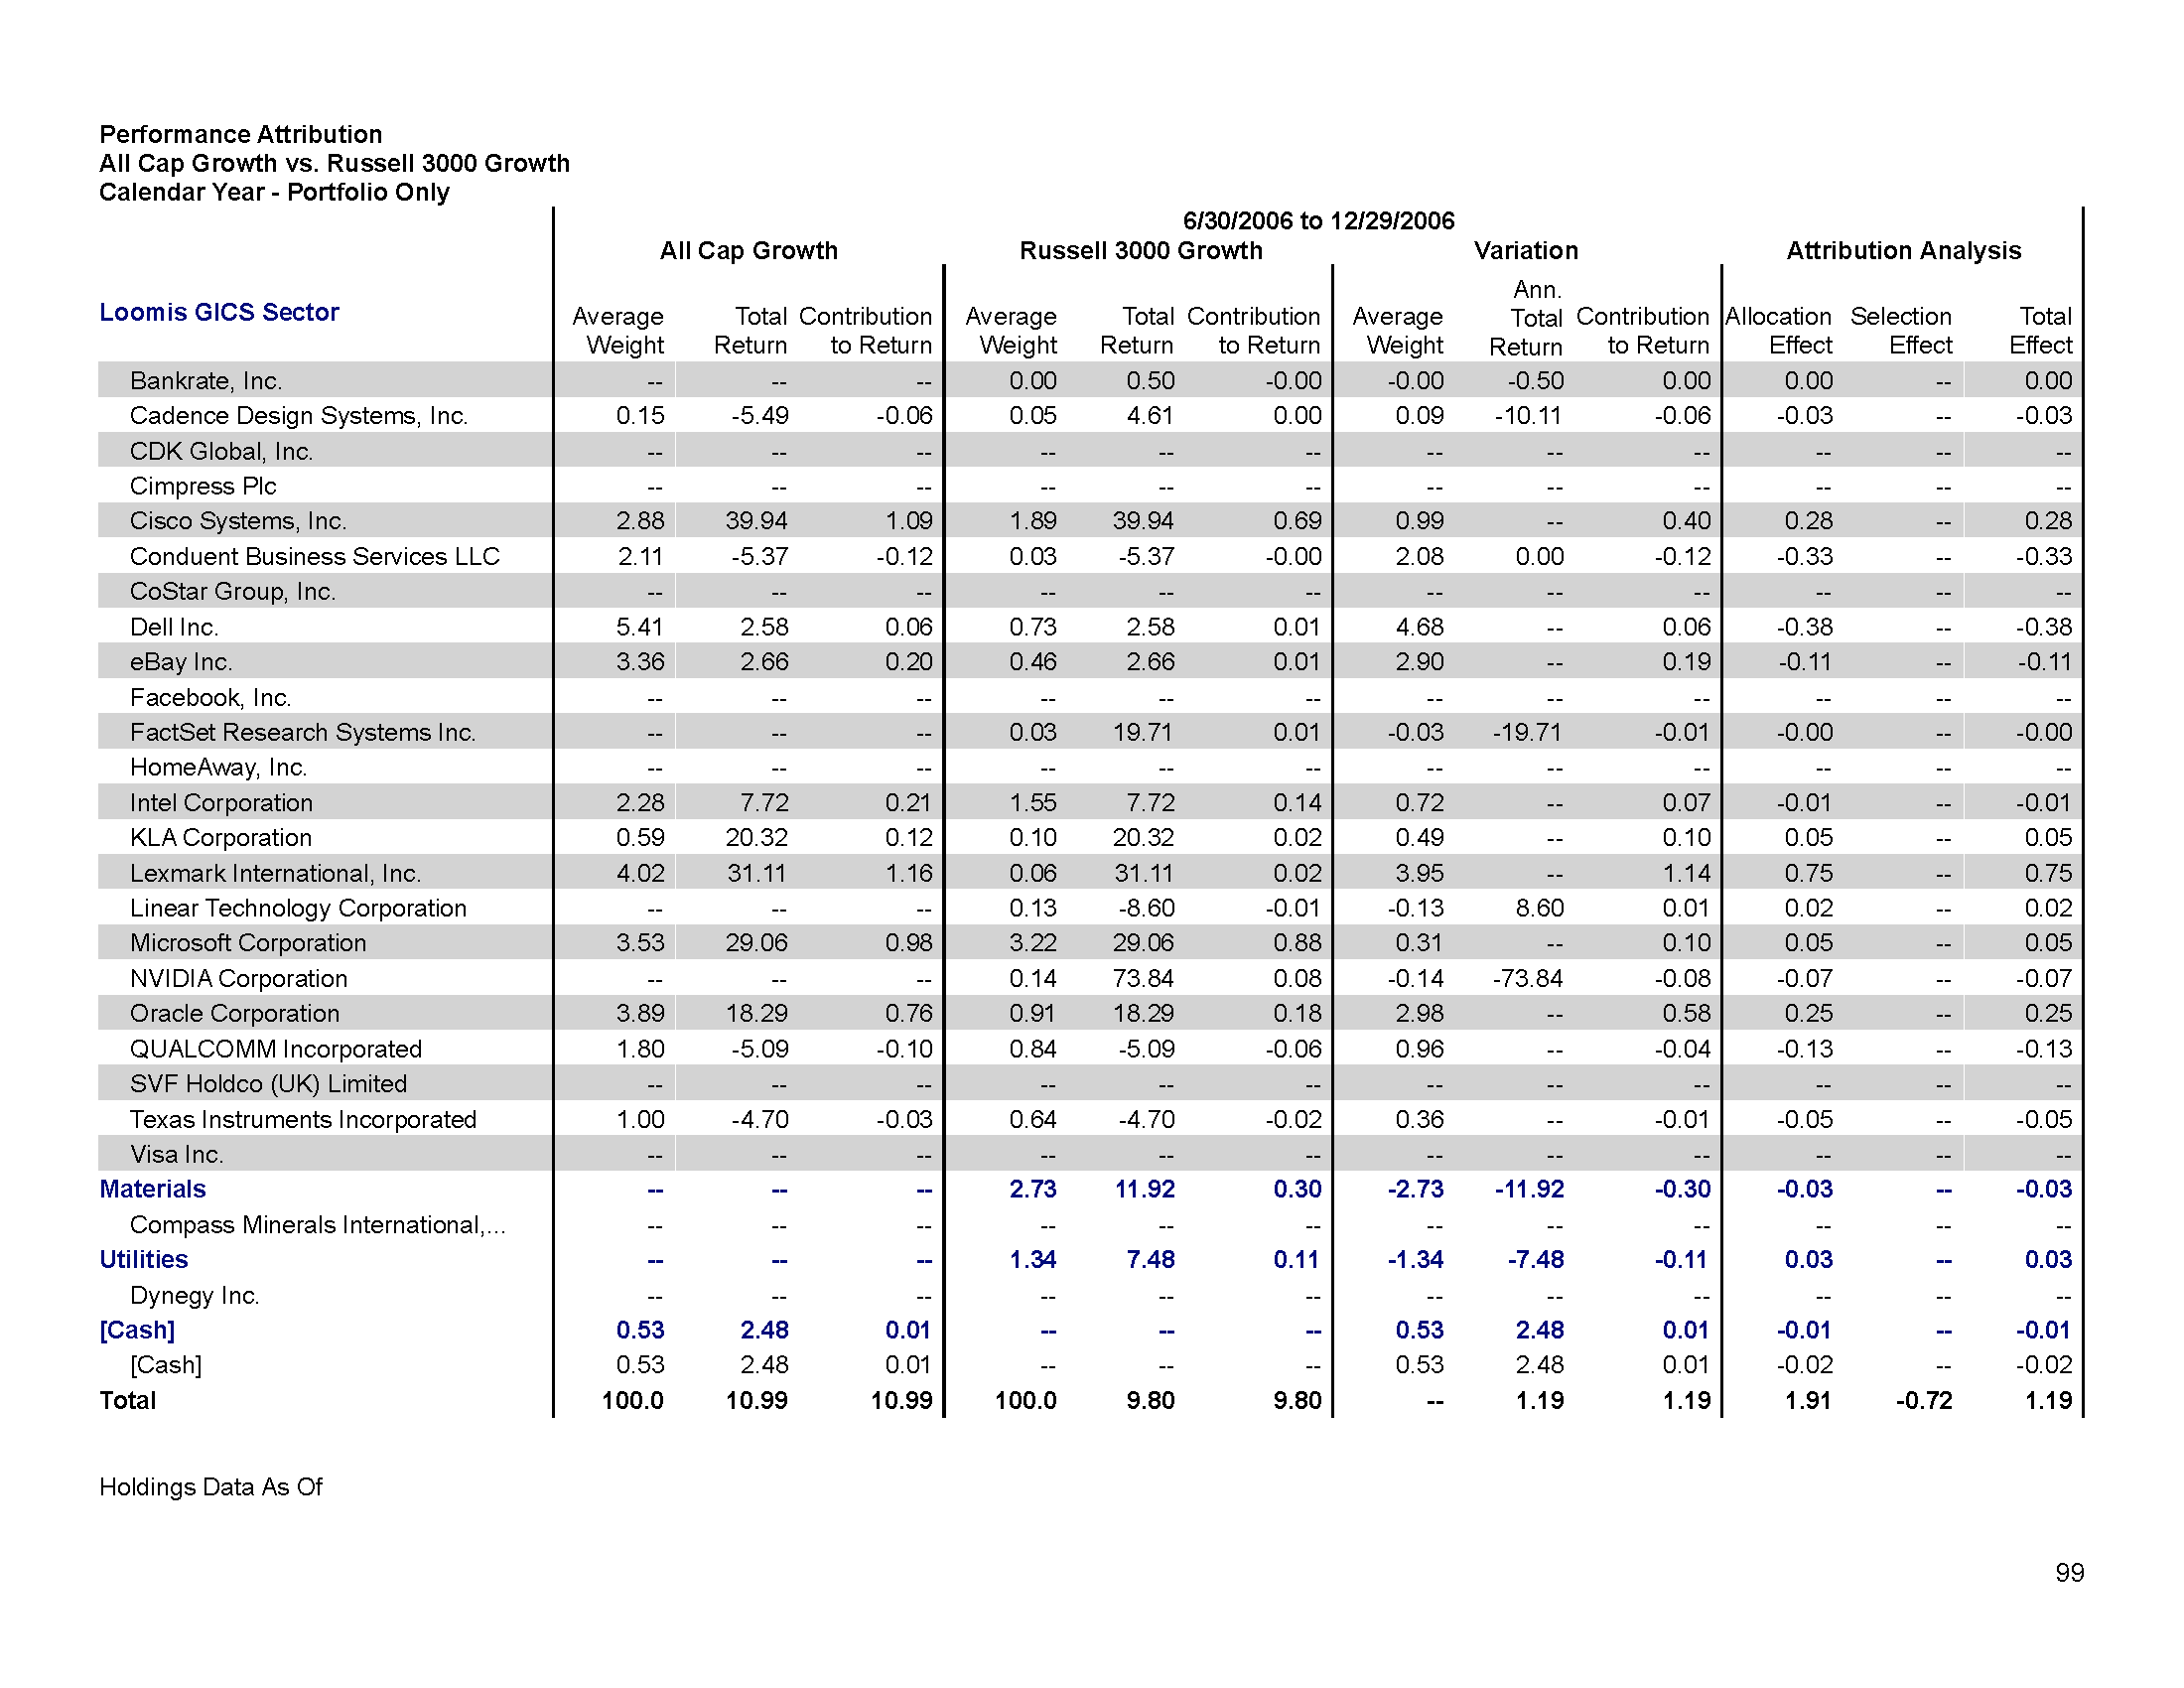 Performance Attribution
All Cap Growth vs. Russell 3000 Growth
Calendar Year - Portfolio Only
6/30/2006 to 12/29/2006
All Cap Growth Russell 3000 Growth Variation Attribution Analysis
Loomis GICS Sector Average Weight Total Return Contribution to Return Average Weight Total Return Contribution to Return Average Weight Ann. Total Return Contribution to Return Allocation Effect Selection Effect Total Effect
Bankrate, Inc. -- -- -- 0.00 0.50 -0.00 -0.00 -0.50 0.00 0.00 -- 0.00
Cadence Design Systems, Inc. 0.15 -5.49 -0.06 0.05 4.61 0.00 0.09 -10.11 -0.06 -0.03 -- -0.03
CDK Global, Inc. -- -- -- -- -- -- -- -- -- -- -- --
Cimpress Plc -- -- -- -- -- -- -- -- -- -- -- --
Cisco Systems, Inc. 2.88 39.94 1.09 1.89 39.94 0.69 0.99 -- 0.40 0.28 -- 0.28
Conduent Business Services LLC 2.11 -5.37 -0.12 0.03 -5.37 -0.00 2.08 0.00 -0.12 -0.33 -- -0.33
CoStar Group, Inc. -- -- -- -- -- -- -- -- -- -- -- --
Dell Inc. 5.41 2.58 0.06 0.73 2.58 0.01 4.68 -- 0.06 -0.38 -- -0.38
eBay Inc. 3.36 2.66 0.20 0.46 2.66 0.01 2.90 -- 0.19 -0.11 -- -0.11
Facebook, Inc. -- -- -- -- -- -- -- -- -- -- -- --
FactSet Research Systems Inc. -- -- -- 0.03 19.71 0.01 -0.03 -19.71 -0.01 -0.00 -- -0.00
HomeAway, Inc. -- -- -- -- -- -- -- -- -- -- -- --
Intel Corporation 2.28 7.72 0.21 1.55 7.72 0.14 0.72 -- 0.07 -0.01 -- -0.01
KLA Corporation 0.59 20.32 0.12 0.10 20.32 0.02 0.49 -- 0.10 0.05 -- 0.05
Lexmark International, Inc. 4.02 31.11 1.16 0.06 31.11 0.02 3.95 -- 1.14 0.75 -- 0.75
Linear Technology Corporation -- -- -- 0.13 -8.60 -0.01 -0.13 8.60 0.01 0.02 -- 0.02
Microsoft Corporation 3.53 29.06 0.98 3.22 29.06 0.88 0.31 -- 0.10 0.05 -- 0.05
NVIDIA Corporation -- -- -- 0.14 73.84 0.08 -0.14 -73.84 -0.08 -0.07 -- -0.07
Oracle Corporation 3.89 18.29 0.76 0.91 18.29 0.18 2.98 -- 0.58 0.25 -- 0.25
QUALCOMM Incorporated 1.80 -5.09 -0.10 0.84 -5.09 -0.06 0.96 -- -0.04 -0.13 -- -0.13
SVF Holdco (UK) Limited -- -- -- -- -- -- -- -- -- -- -- --
Texas Instruments Incorporated 1.00 -4.70 -0.03 0.64 -4.70 -0.02 0.36 -- -0.01 -0.05 -- -0.05
Visa Inc. -- -- -- -- -- -- -- -- -- -- -- --
Materials -- -- -- 2.73 11.92 0.30 -2.73 -11.92 -0.30 -0.03 -- -0.03
Compass Minerals International,... -- -- -- -- -- -- -- -- -- -- -- --
Utilities -- -- -- 1.34 7.48 0.11 -1.34 -7.48 -0.11 0.03 -- 0.03
Dynegy Inc. -- -- -- -- -- -- -- -- -- -- -- --
[Cash] 0.53 2.48 0.01 -- -- -- 0.53 2.48 0.01 -0.01 -- -0.01
[Cash] 0.53 2.48 0.01 -- -- -- 0.53 2.48 0.01 -0.02 -- -0.02
Total 100.0 10.99 10.99 100.0 9.80 9.80 -- 1.19 1.19 1.91 -0.72 1.19
Holdings Data As Of
99